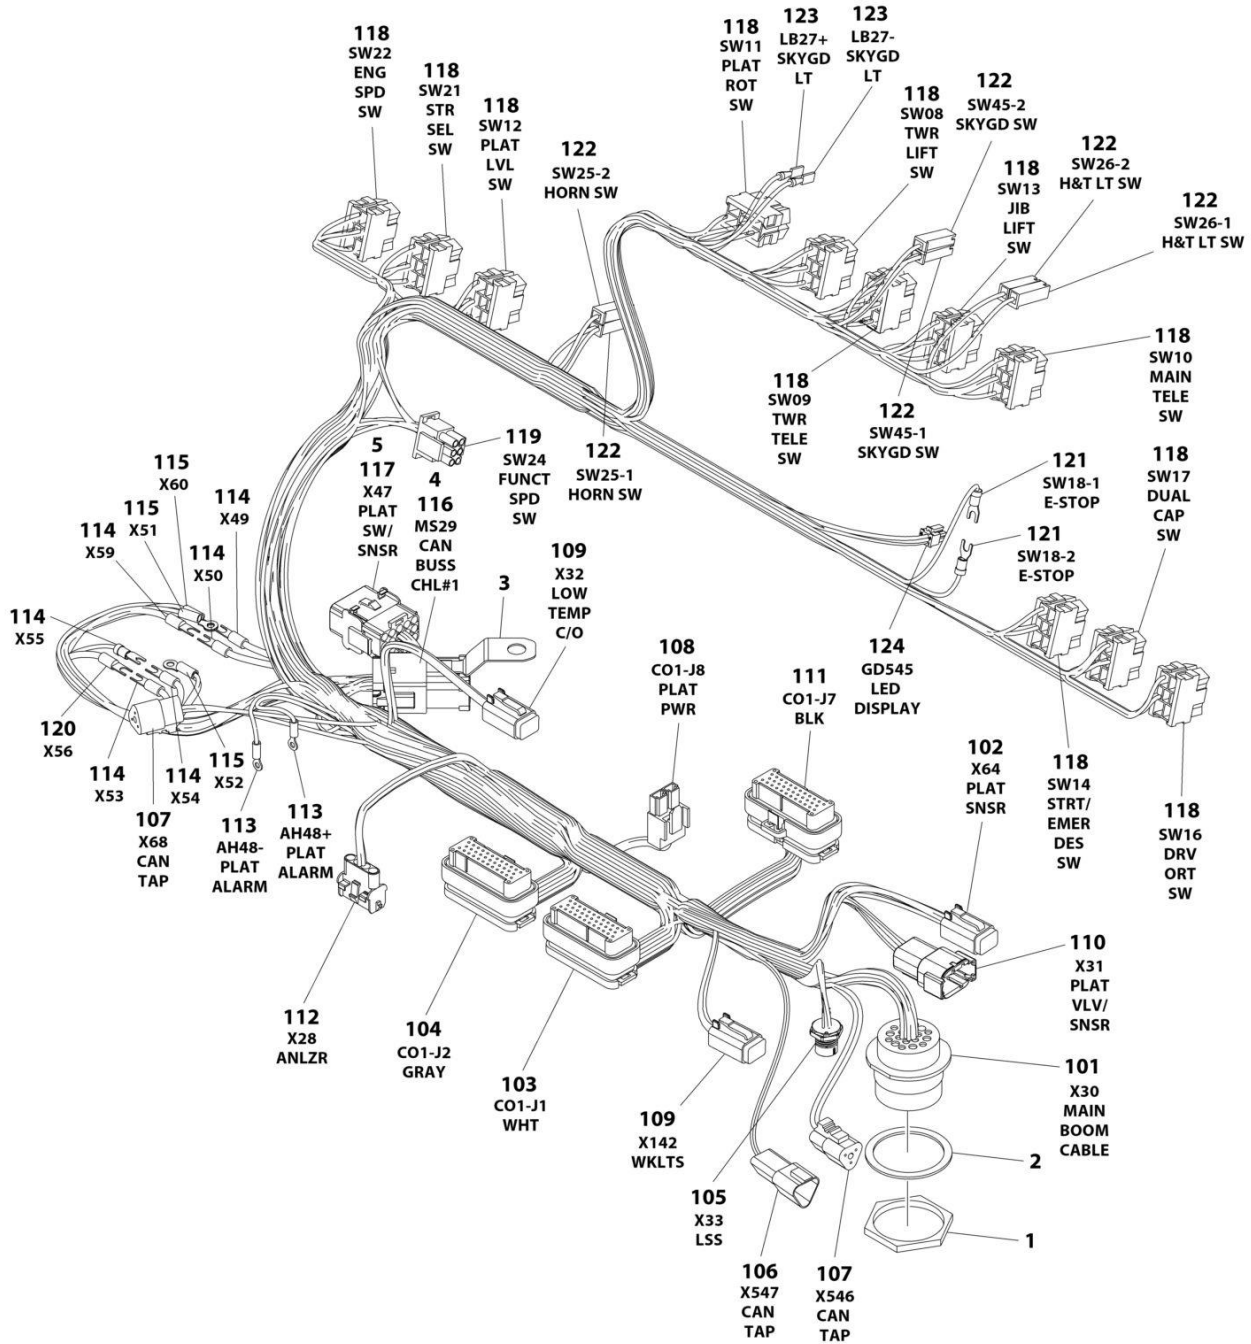 118
SW22
ENG
SPD
SW
118
SW21
STR
SEL
SW
118
SW12
PLAT
LVL
SW
122
SW25-2
HORN SW
118
SW11
PLAT
ROT
SW
123
LB27+
SKYGD
LT
123
LB27-
SKYGD
LT
118
SW08
TWR
LIFT
SW
122
SW45-2
SKYGD SW
118
SW13
JIB
LIFT
SW
122
SW26-2
H&T LT SW
122
SW26-1
H&T LT SW
118
SW10
MAIN
TELE
SW
118
SW09
TWR
TELE
SW
122
SW45-1
SKYGD SW
122
SW25-1
HORN SW
119
SW24
FUNCT
SPD
SW
121
SW18-1
E-STOP
121
SW18-2
E-STOP
118
SW17
DUAL
CAP
SW
5
117
X47
PLAT
SW/
SNSR
4
116
MS29
CAN
BUSS
CHL#1
109
X32
LOW
TEMP
C/O
3
115
X60
115
X51
114
X49
114
X59
114
X50
114
X55
120
X56
114
X53
114
X54
115
X52
107
X68
CAN
TAP
113
AH48-
PLAT
ALARM
113
AH48+
PLAT
ALARM
108
CO1-J8
PLAT
PWR
111
CO1-J7
BLK
124
GD545
LED
DISPLAY
102
X64
PLAT
SNSR
118
SW14
STRT/
EMER
DES
SW
118
SW16
DRV
ORT
SW
110
X31
PLAT
VLV/
SNSR
112
X28
ANLZR
104
CO1-J2
GRAY
103
CO1-J1
WHT
109
X142
WKLTS
105
X33
LSS
106
X547
CAN
TAP
107
X546
CAN
TAP
101
X30
MAIN
BOOM
CABLE
2
1